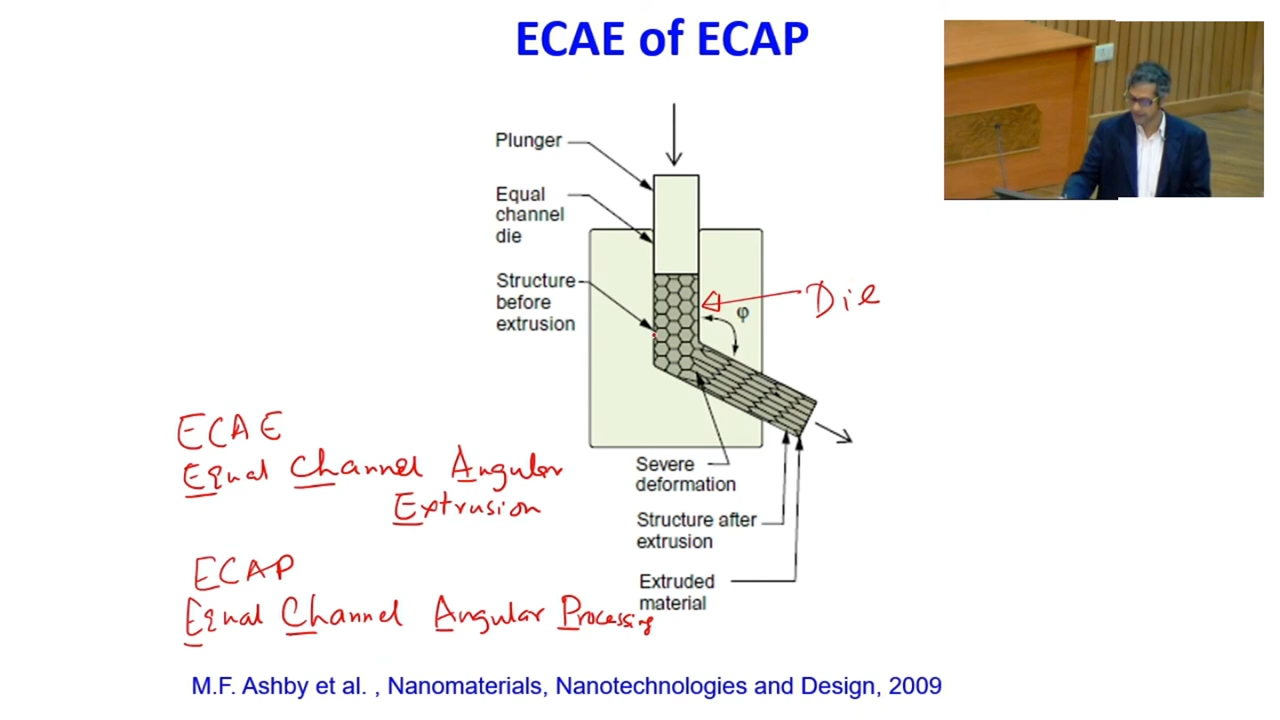 ECAE of ECAP
Plunger
Equal
channel
die
Structure
before
extrusion
Die
φ
ECAE
Equal Channel Angular
Extrusion
ECAP
Equal Channel Angular Processing
Severe
deformation
Structure after
extrusion
Extruded
material
M.F. Ashby et al. , Nanomaterials, Nanotechnologies and Design, 2009